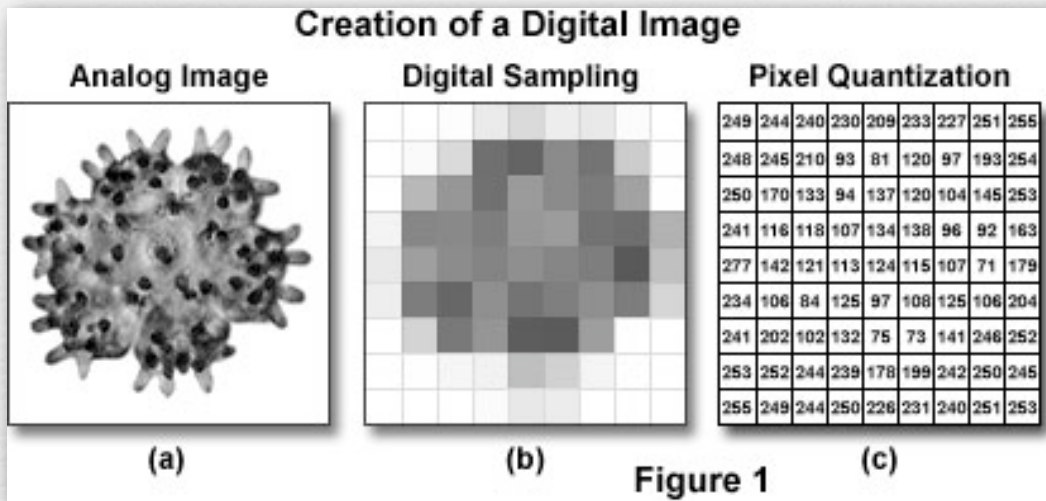 Creation of a Digital Image
Analog Image Digital Sampling Pixel Quantization
249 244 240 230 209 233 227 251 255
248 245 210 93 81 120 97 193 254
250 170 133 94 137 120 104 145 253
241 116 118 107 134 138 96 92 163
277 142 121 113 124 115 107 71 179
234 106 84 125 97 108 125 106 204
241 202 102 132 75 73 141 246 252
253 252 244 239 178 199 242 250 245
255 249 244 250 226 231 240 251 253
(a) (b) (c)
Figure 1